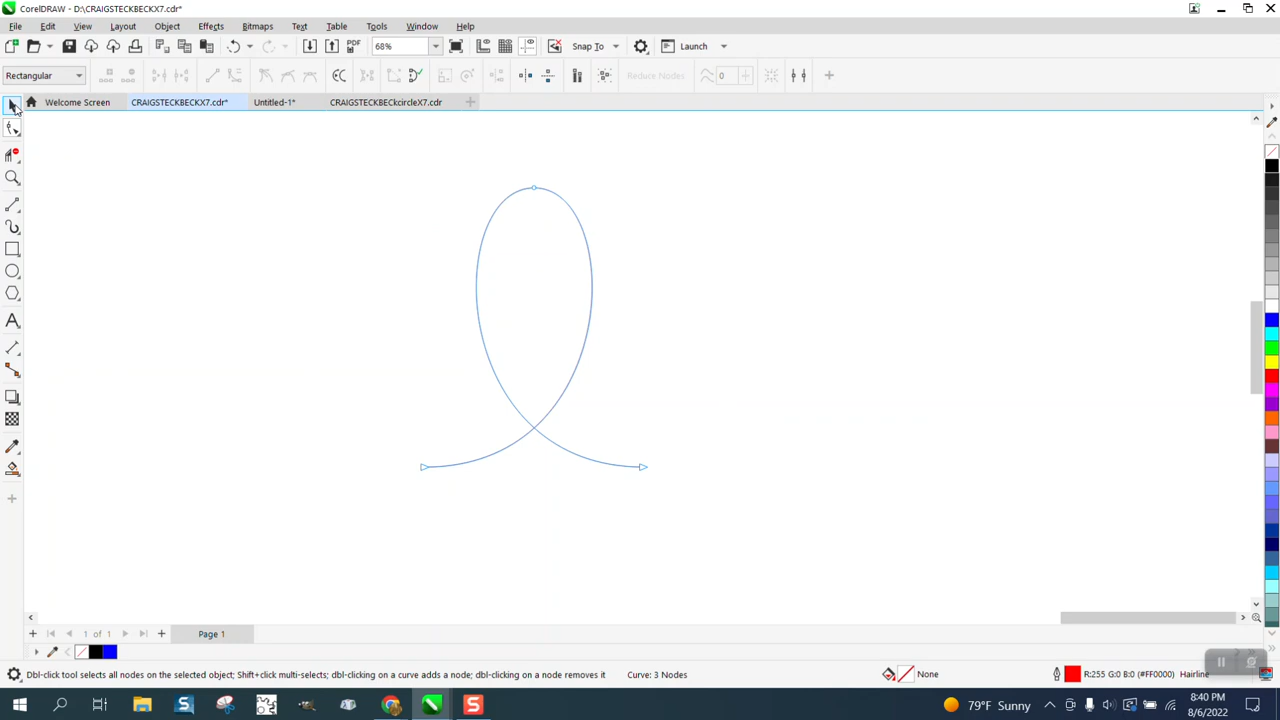 CorelDRAW - D:\CRAIGSTECKBECKX7.cdr*
File Edit View Layout Object Effects Bitmaps Text Table Tools Window Help
PDF 68% Snap To Launch
Rectangular Reduce Nodes 0
Welcome Screen CRAIGSTECKBECKX7.cdr* Untitled-1* CRAIGSTECKBECkcircleX7.cdr
1 of 1 Page 1
Dbl-click tool selects all nodes on the selected object; Shift+click multi-selects; dbl-clicking on a curve adds a node; dbl-clicking on a node removes it Curve: 3 Nodes None R:255 G:0 B:0 (#FF0000) Hairline
79°F Sunny 8:40 PM
8/6/2022